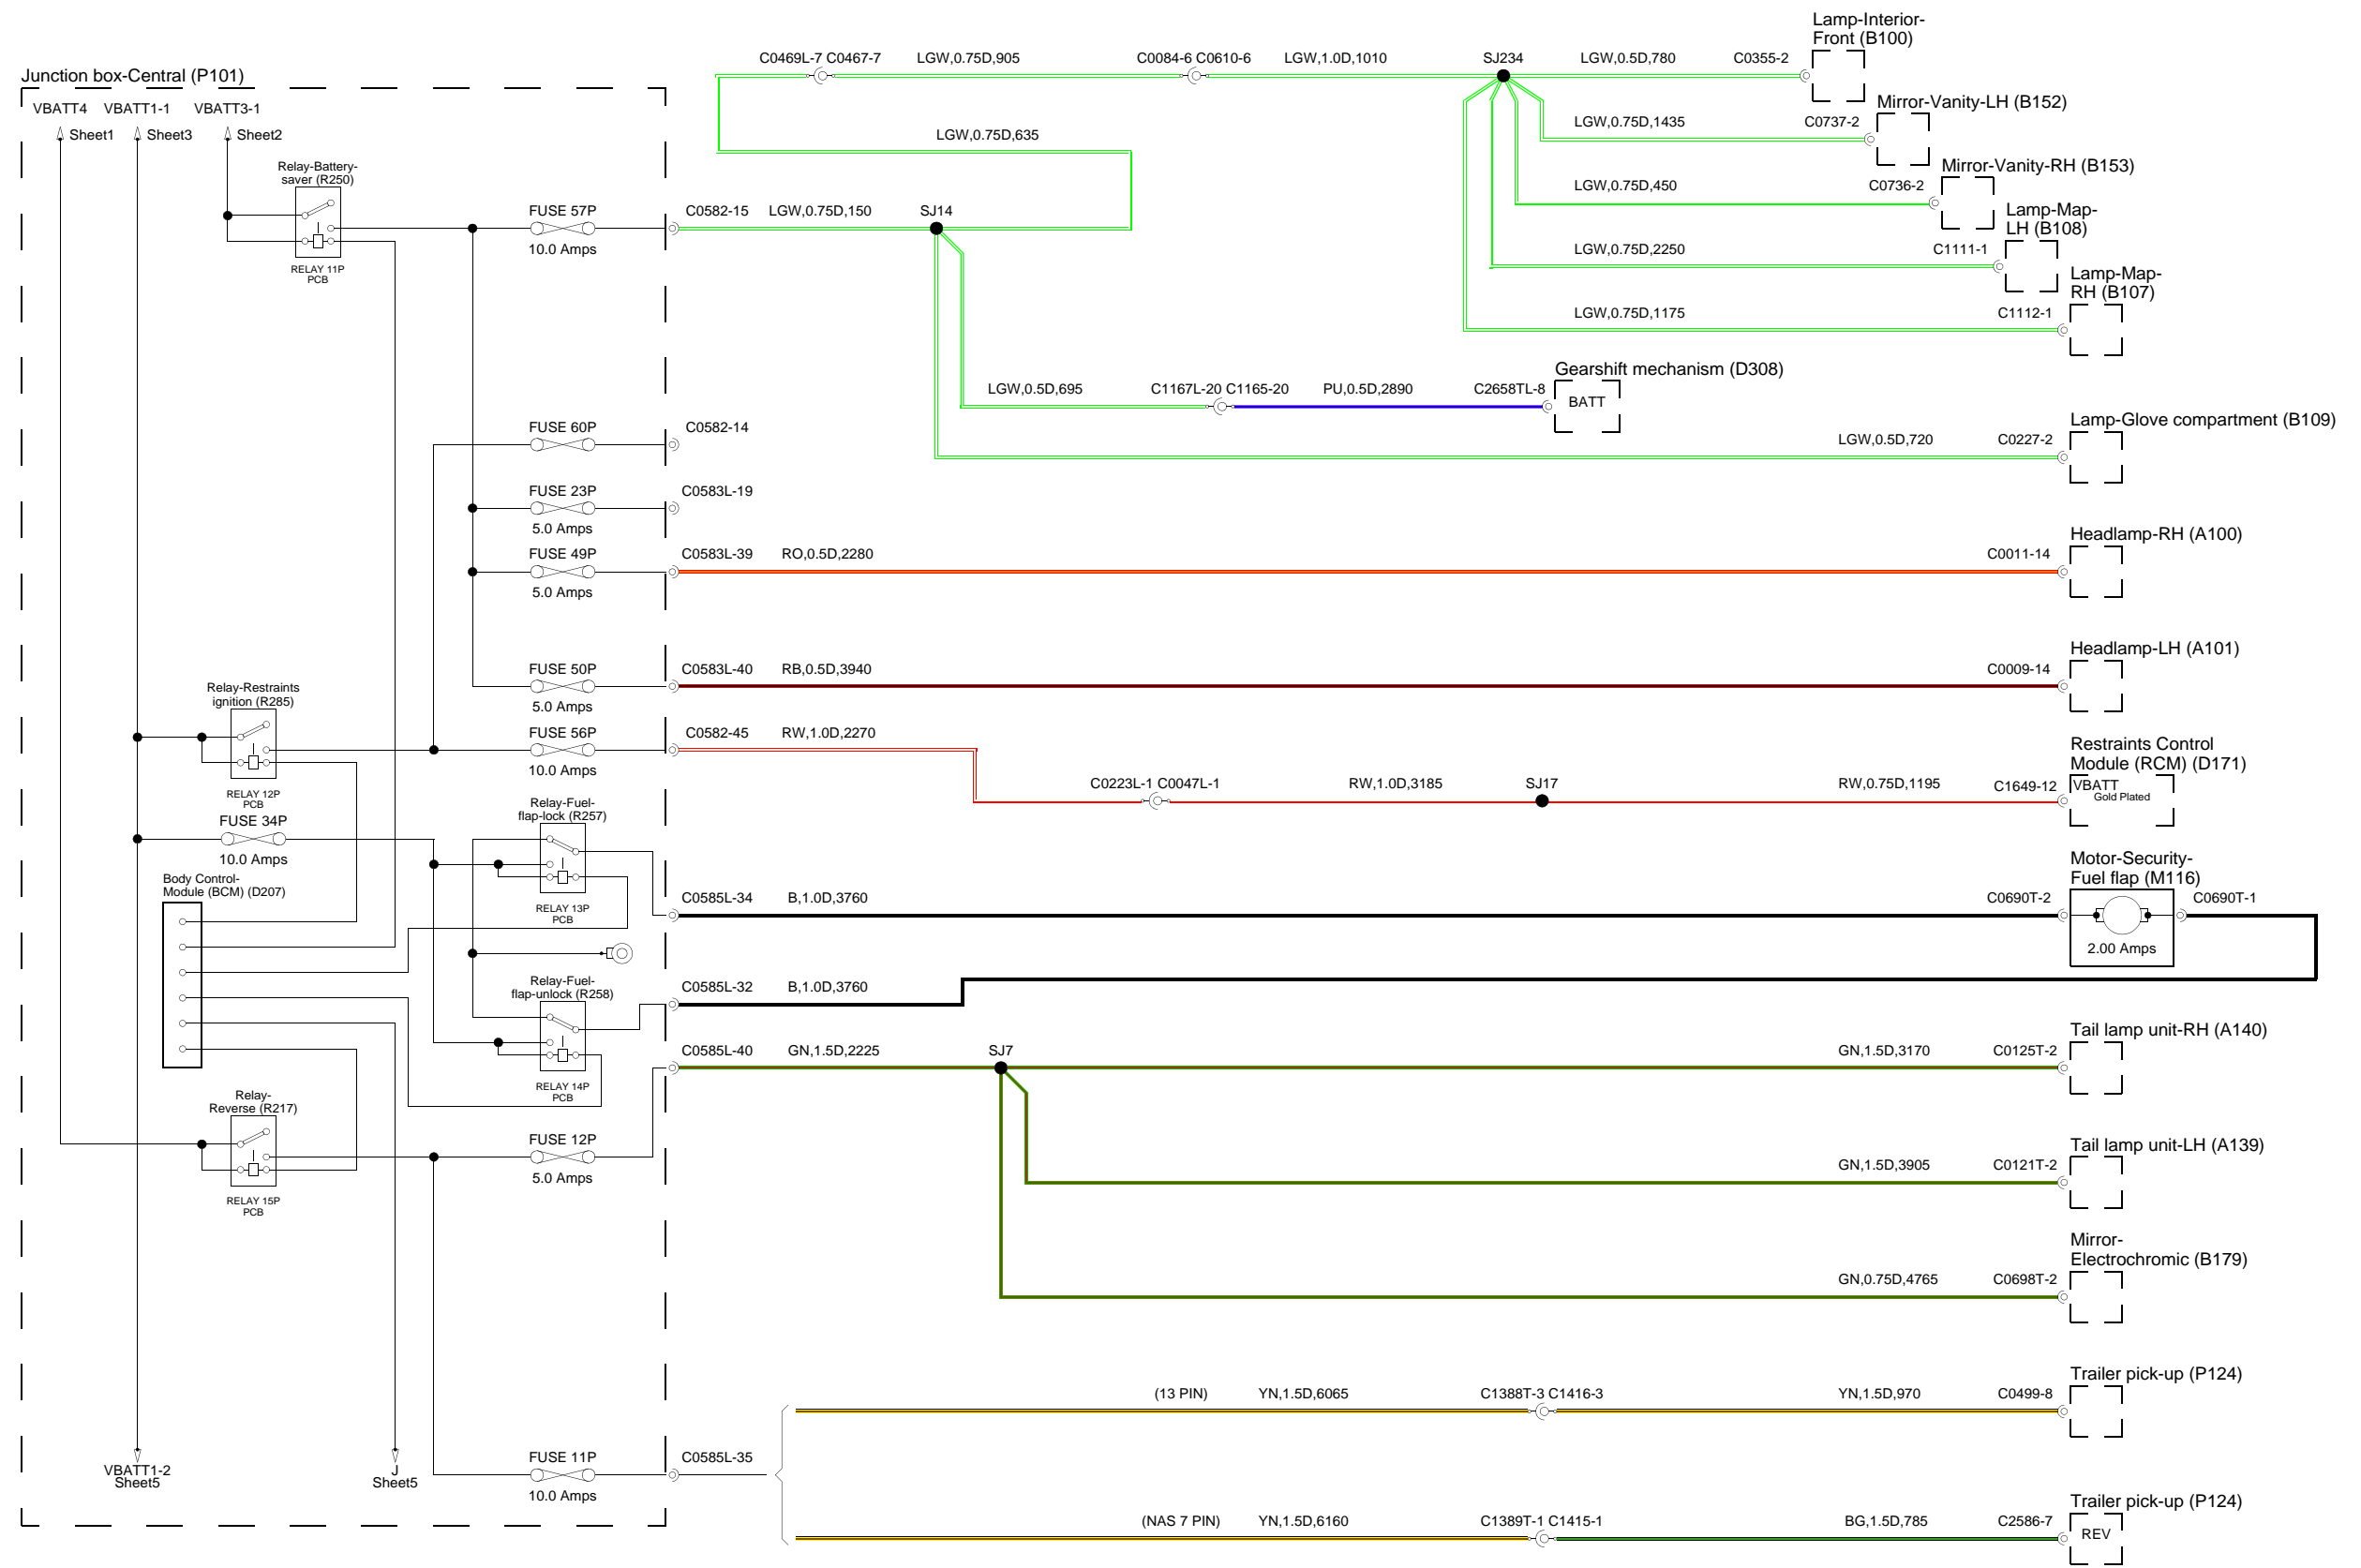 Junction box-Central (P101)
VBATT4
VBATT1-1
VBATT3-1
Sheet1
Sheet3
Sheet2
Relay-Battery-
saver (R250)
RELAY 11P
PCB
FUSE 57P
10.0 Amps
C0582-15
LGW,0.75D,150
SJ14
LGW,0.75D,635
C0469L-7 C0467-7
LGW,0.75D,905
C0084-6 C0610-6
LGW,1.0D,1010
SJ234
LGW,0.5D,780
C0355-2
Lamp-Interior-
Front (B100)
LGW,0.75D,1435
C0737-2
Mirror-Vanity-LH (B152)
LGW,0.75D,450
C0736-2
Mirror-Vanity-RH (B153)
LGW,0.75D,2250
C1111-1
Lamp-Map-
LH (B108)
LGW,0.75D,1175
C1112-1
Lamp-Map-
RH (B107)
LGW,0.5D,695
C1167L-20 C1165-20
PU,0.5D,2890
C2658TL-8
Gearshift mechanism (D308)
BATT
LGW,0.5D,720
C0227-2
Lamp-Glove compartment (B109)
FUSE 60P
C0582-14
FUSE 23P
5.0 Amps
C0583L-19
FUSE 49P
5.0 Amps
C0583L-39
RO,0.5D,2280
C0011-14
Headlamp-RH (A100)
FUSE 50P
5.0 Amps
C0583L-40
RB,0.5D,3940
C0009-14
Headlamp-LH (A101)
Relay-Restraints
ignition (R285)
RELAY 12P
PCB
FUSE 56P
10.0 Amps
C0582-45
RW,1.0D,2270
C0223L-1 C0047L-1
RW,1.0D,3185
SJ17
RW,0.75D,1195
C1649-12
Restraints Control
Module (RCM) (D171)
VBATT
Gold Plated
FUSE 34P
10.0 Amps
Relay-Fuel-
flap-lock (R257)
RELAY 13P
PCB
Body Control-
Module (BCM) (D207)
C0585L-34
B,1.0D,3760
C0690T-2
Motor-Security-
Fuel flap (M116)
2.00 Amps
C0690T-1
Relay-Fuel-
flap-unlock (R258)
RELAY 14P
PCB
C0585L-32
B,1.0D,3760
C0585L-40
GN,1.5D,2225
SJ7
GN,1.5D,3170
C0125T-2
Tail lamp unit-RH (A140)
Relay-
Reverse (R217)
RELAY 15P
PCB
FUSE 12P
5.0 Amps
GN,1.5D,3905
C0121T-2
Tail lamp unit-LH (A139)
GN,0.75D,4765
C0698T-2
Mirror-
Electrochromic (B179)
(13 PIN)
YN,1.5D,6065
C1388T-3 C1416-3
YN,1.5D,970
C0499-8
Trailer pick-up (P124)
VBATT1-2
Sheet5
J
Sheet5
FUSE 11P
10.0 Amps
C0585L-35
(NAS 7 PIN)
YN,1.5D,6160
C1389T-1 C1415-1
BG,1.5D,785
C2586-7
Trailer pick-up (P124)
REV